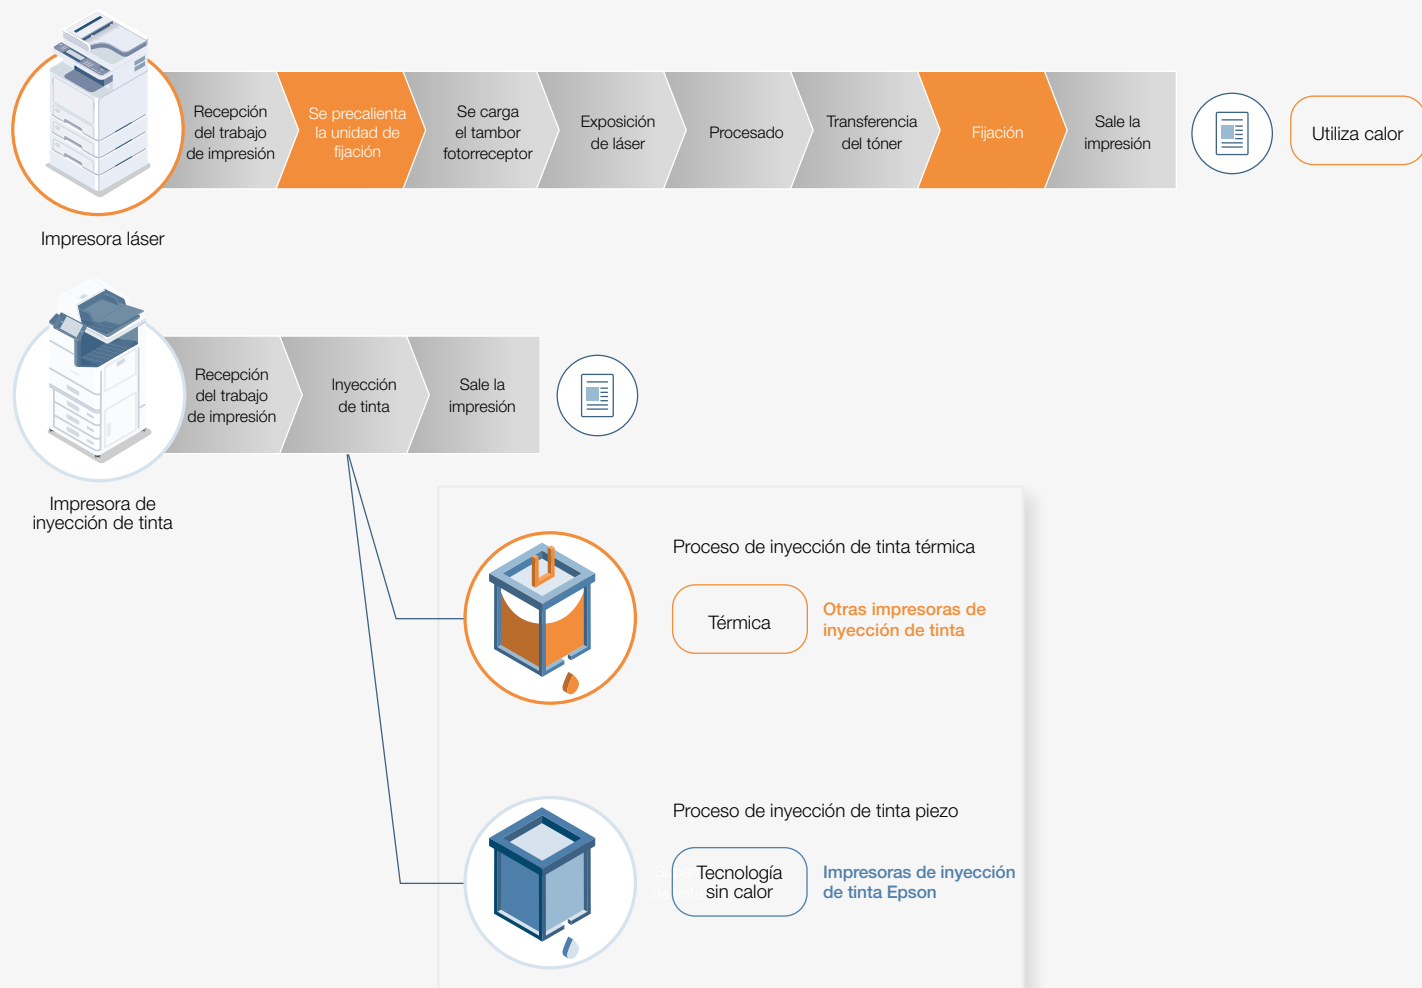 Recepción
del trabajo
de impresión
Se precalienta
la unidad de
fijación
Se carga
el tambor
fotorreceptor
Exposición
de láser
Procesado
Transferencia
del tóner
Fijación
Sale la
impresión
Utiliza calor
Impresora láser
Recepción
del trabajo
de impresión
Inyección
de tinta
Sale la
impresión
Impresora de
inyección de tinta
Proceso de inyección de tinta térmica
Térmica
Otras impresoras de
inyección de tinta
Proceso de inyección de tinta piezo
Tecnología
sin calor
Impresoras de inyección
de tinta Epson